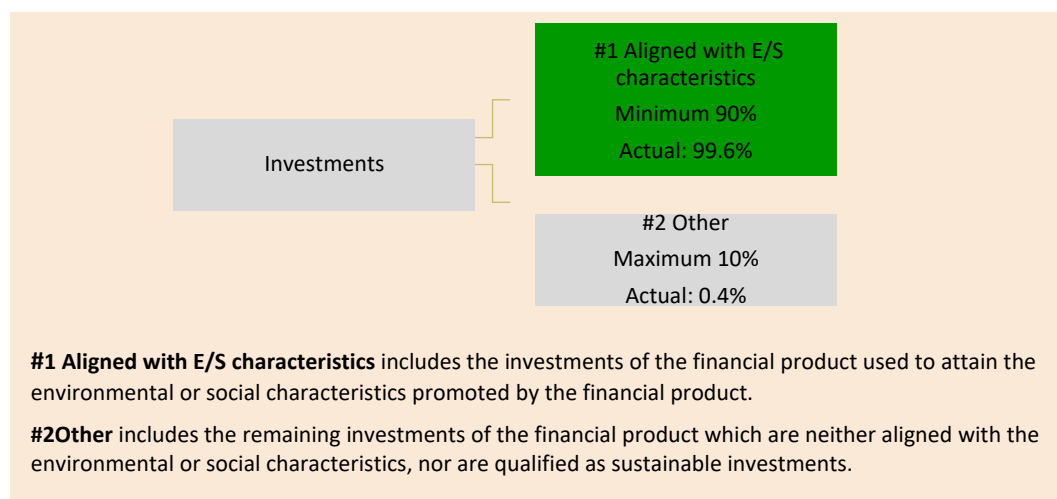 Investments
#1 Aligned with E/S
characteristics
Minimum 90%
Actual: 99.6%
#2 Other
Maximum 10%
Actual: 0.4%
#1 Aligned with E/S characteristics includes the investments of the financial product used to attain the
environmental or social characteristics promoted by the financial product.
#2Other includes the remaining investments of the financial product which are neither aligned with the
environmental or social characteristics, nor are qualified as sustainable investments.